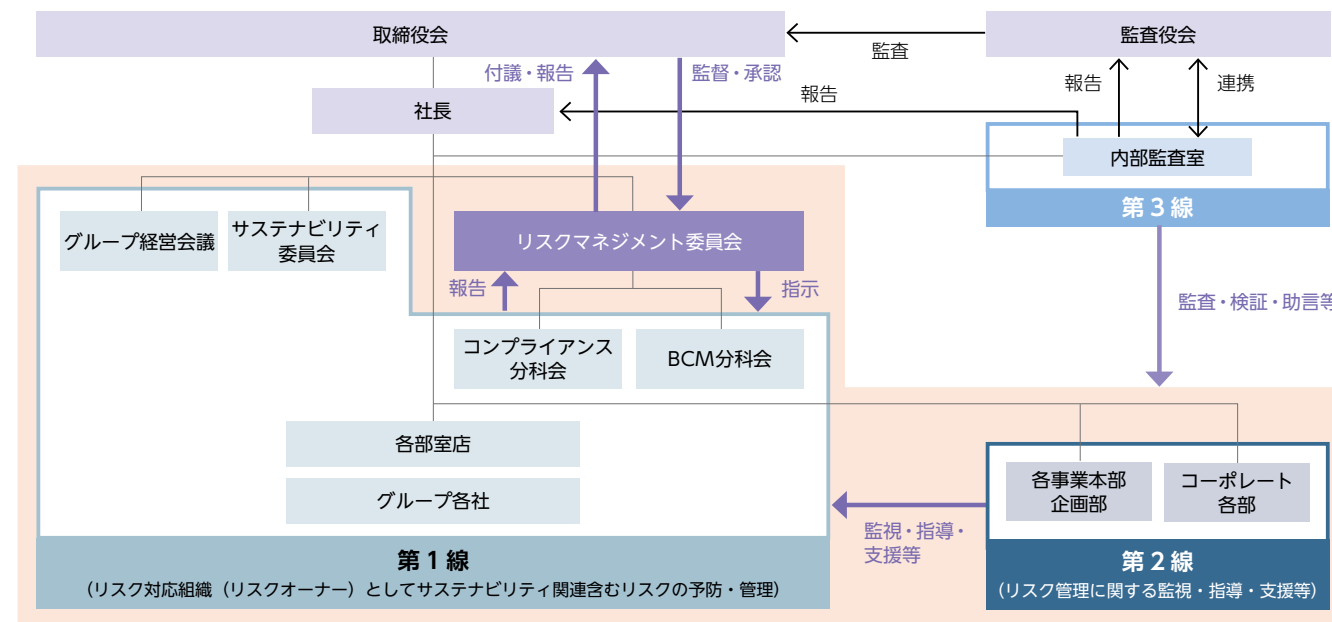 取締役会
監査役会
監査
付議・報告
監督・承認
報告
連携
報告
社長
内部監査室
第3線
グループ経営会議
サステナビリティ
委員会
リスクマネジメント委員会
報告
指示
監査・検証・助言等
コンプライアンス
分科会
BCM分科会
各部室店
グループ各社
各事業本部
企画部
コーポレート
各部
監視・指導・
支援等
第1線
（リスク対応組織（リスクオーナー）としてサステナビリティ関連含むリスクの予防・管理）
第2線
（リスク管理に関する監視・指導・支援等）